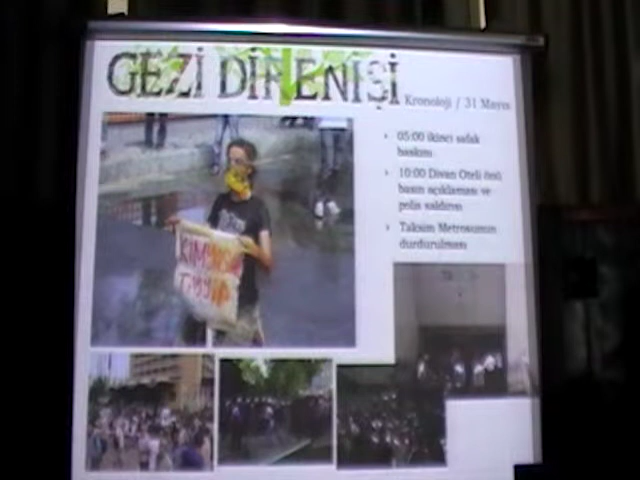 GEZİ DİRENİŞİ
Kronoloji / 31 Mayıs
05:00 ikinci şafak
baskını
10:00 Divan Oteli önü
basın açıklaması ve
polis saldırısı
Taksim Metrosunun
durdurulması
TAYYİP